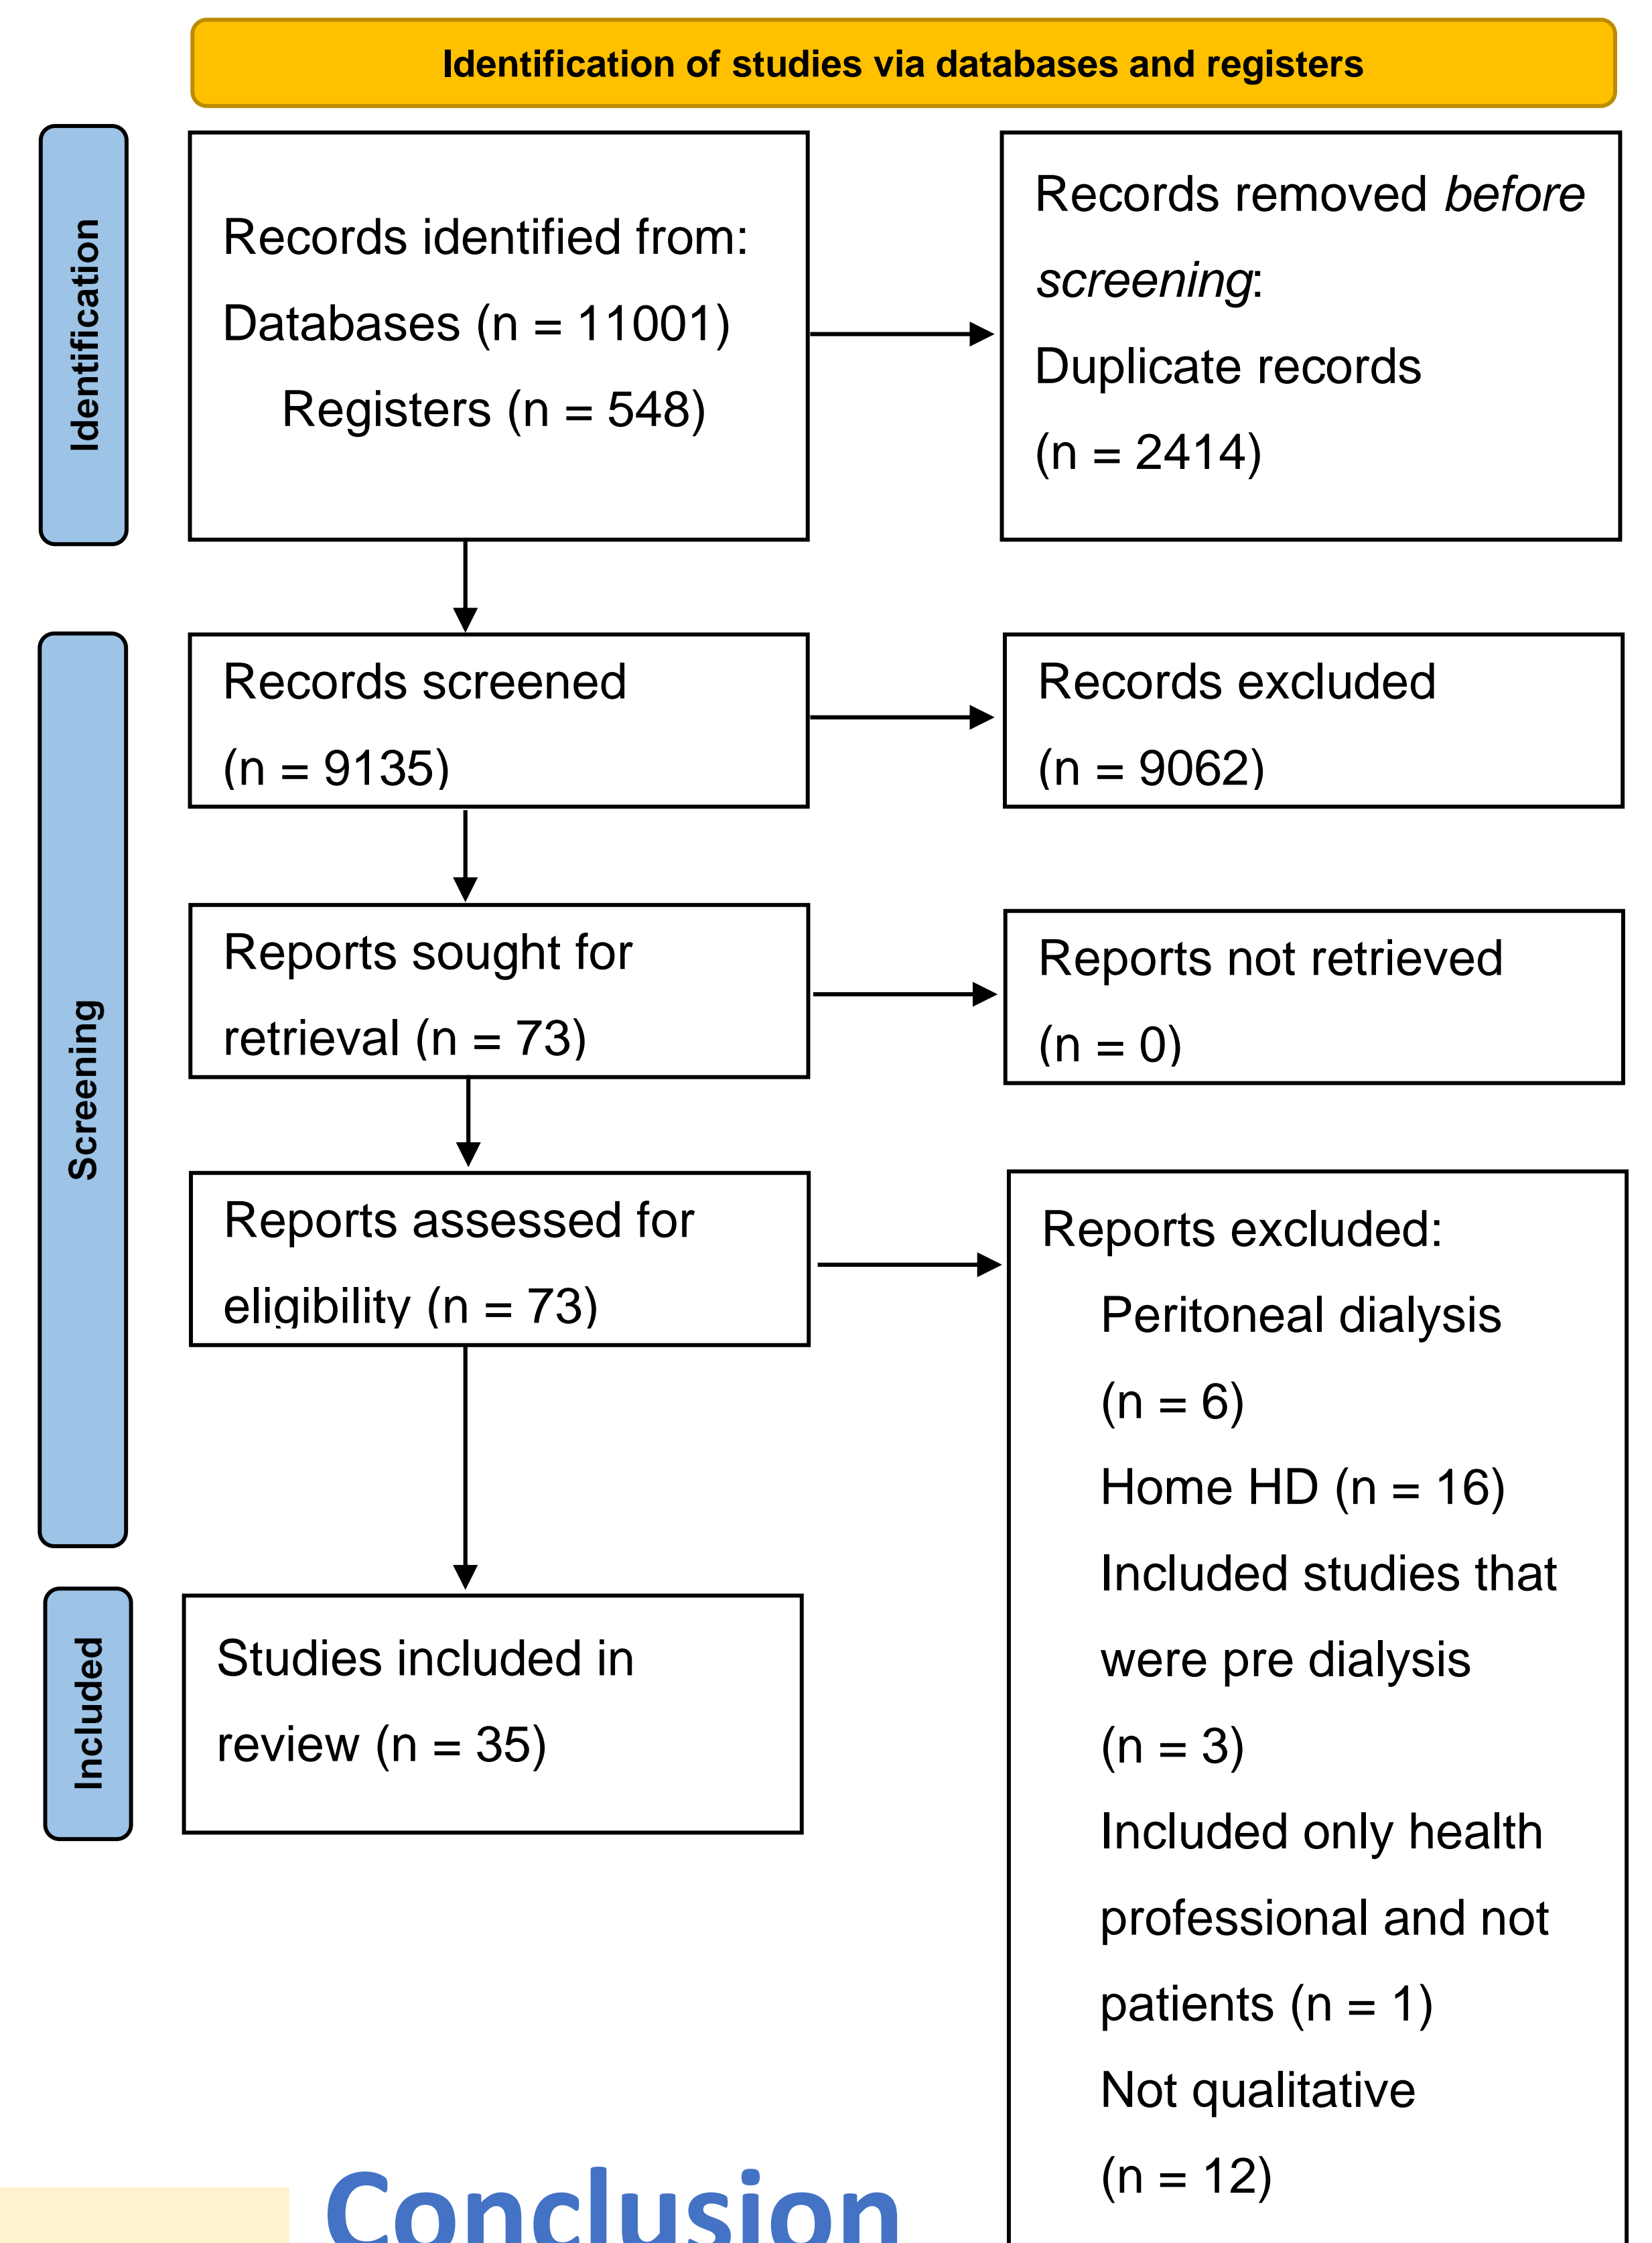 Identification of studies via databases and registers
Identification
Records identified from:
Databases (n = 11001)
Registers (n = 548)
Records removed before
screening:
Duplicate records
(n = 2414)
Screening
Records screened
(n = 9135)
Records excluded
(n = 9062)
Reports sought for
retrieval (n = 73)
Reports not retrieved
(n = 0)
Reports assessed for
eligibility (n = 73)
Reports excluded:
Peritoneal dialysis
(n = 6)
Home HD (n = 16)
Included studies that
were pre dialysis
(n = 3)
Included only health
professional and not
patients (n = 1)
Not qualitative
(n = 12)
Included
Studies included in
review (n = 35)
Conclusion